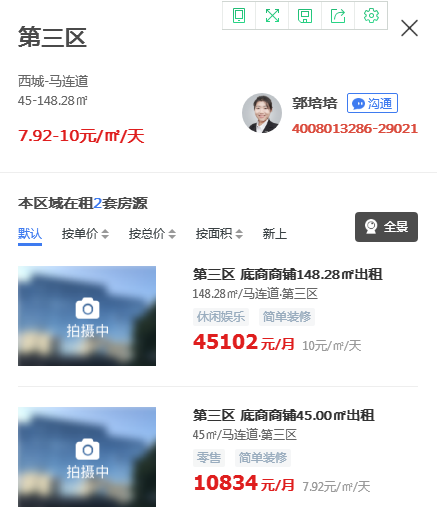 第三区
西城-马连道
45-148.28㎡
7.92-10元/㎡/天
郭培培
沟通
4008013286-29021
本区域在租2套房源
默认 按单价 按总价 按面积 新上
全景
拍摄中
第三区 底商商铺148.28㎡出租
148.28㎡/马连道·第三区
休闲娱乐 简单装修
45102元/月 10元/㎡/天
拍摄中
第三区 底商商铺45.00㎡出租
45㎡/马连道·第三区
零售 简单装修
10834元/月 7.92元/㎡/天